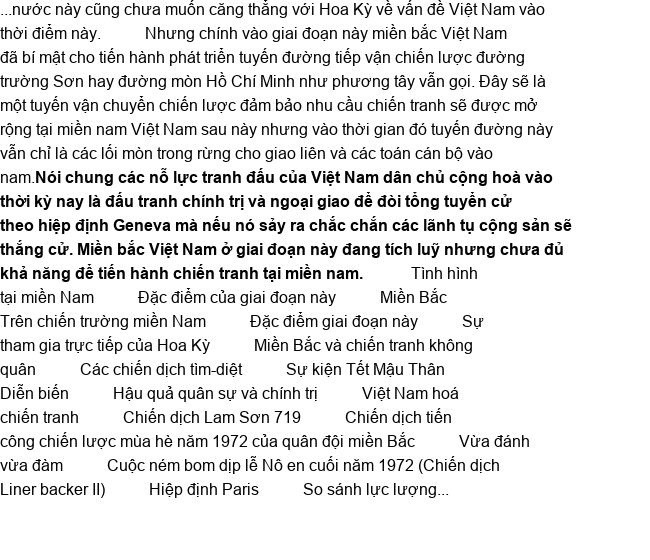 ...nước này cũng chưa muốn căng thẳng với Hoa Kỳ về vấn đề Việt Nam vào
thời điểm này. Nhưng chính vào giai đoạn này miền bắc Việt Nam
đã bí mật cho tiến hành phát triển tuyến đường tiếp vận chiến lược đường
trường Sơn hay đường mòn Hồ Chí Minh như phương tây vẫn gọi. Đây sẽ là
một tuyến vận chuyển chiến lược đảm bảo nhu cầu chiến tranh sẽ được mở
rộng tại miền nam Việt Nam sau này nhưng vào thời gian đó tuyến đường này
vẫn chỉ là các lối mòn trong rừng cho giao liên và các toán cán bộ vào
nam.Nói chung các nỗ lực tranh đấu của Việt Nam dân chủ cộng hoà vào
thời kỳ nay là đấu tranh chính trị và ngoại giao để đòi tổng tuyển cử
theo hiệp định Geneva mà nếu nó sảy ra chắc chắn các lãnh tụ cộng sản sẽ
thắng cử. Miền bắc Việt Nam ở giai đoạn này đang tích luỹ nhưng chưa đủ
khả năng để tiến hành chiến tranh tại miền nam. Tình hình
tại miền Nam Đặc điểm của giai đoạn này Miền Bắc
Trên chiến trường miền Nam Đặc điểm giai đoạn này Sự
tham gia trực tiếp của Hoa Kỳ Miền Bắc và chiến tranh không
quân Các chiến dịch tìm-diệt Sự kiện Tết Mậu Thân
Diễn biến Hậu quả quân sự và chính trị Việt Nam hoá
chiến tranh Chiến dịch Lam Sơn 719 Chiến dịch tiến
công chiến lược mùa hè năm 1972 của quân đội miền Bắc Vừa đánh
vừa đàm Cuộc ném bom dịp lễ Nô en cuối năm 1972 (Chiến dịch
Liner backer II) Hiệp định Paris So sánh lực lượng...